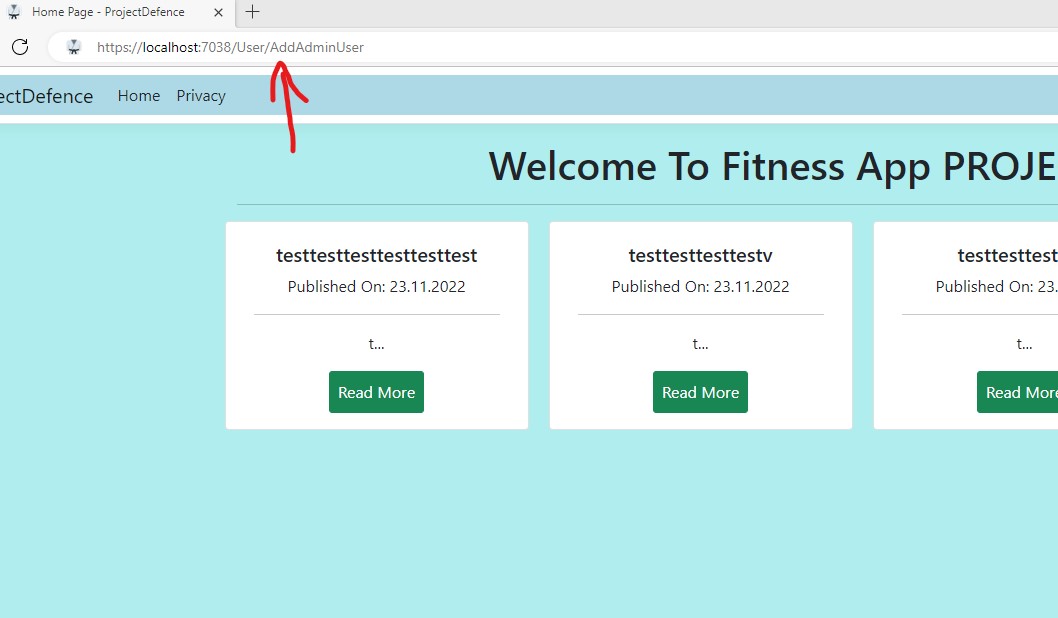 Home Page - ProjectDefence
https://localhost:7038/User/AddAdminUser
ectDefence Home Privacy
Welcome To Fitness App PROJE
testtesttesttesttesttest
Published On: 23.11.2022
t...
Read More
testtesttesttestv
Published On: 23.11.2022
t...
Read More
testtesttest
Published On: 23.
t...
Read More